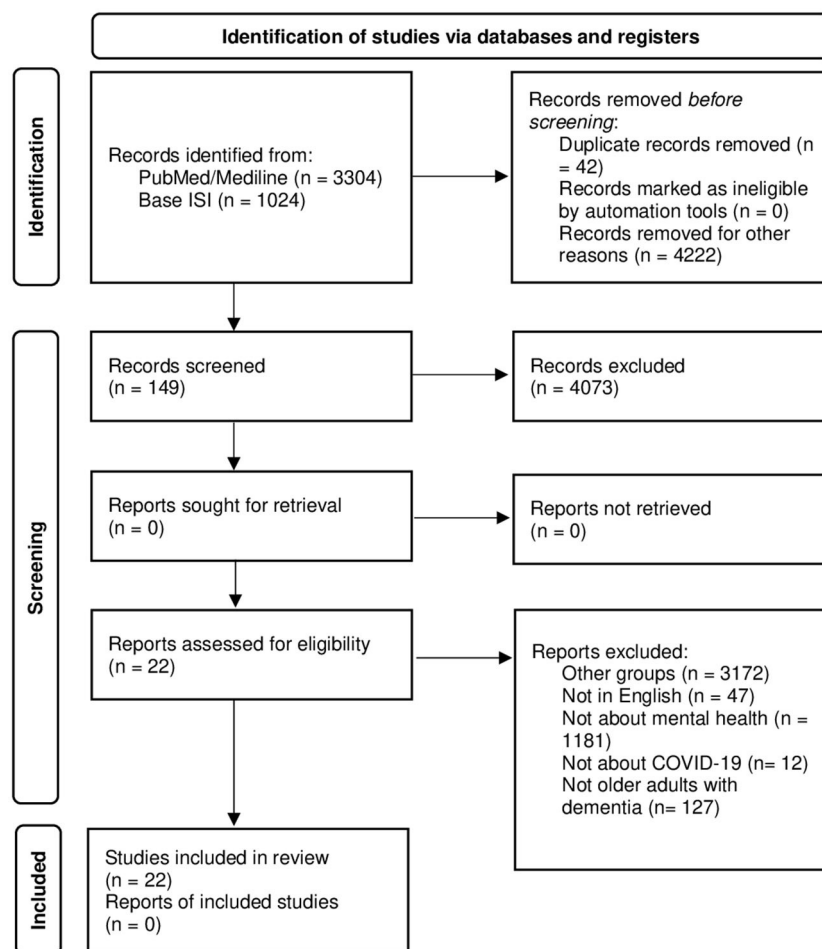 Identification of studies via databases and registers
Identification
Records identified from:
PubMed/Mediline (n = 3304)
Base ISI (n = 1024)
Records removed before
screening:
Duplicate records removed (n
= 42)
Records marked as ineligible
by automation tools (n = 0)
Records removed for other
reasons (n = 4222)
Screening
Records screened
(n = 149)
Records excluded
(n = 4073)
Reports sought for retrieval
(n = 0)
Reports not retrieved
(n = 0)
Reports assessed for eligibility
(n = 22)
Reports excluded:
Other groups (n = 3172)
Not in English (n = 47)
Not about mental health (n =
1181)
Not about COVID-19 (n= 12)
Not older adults with
dementia (n= 127)
Included
Studies included in review
(n = 22)
Reports of included studies
(n = 0)